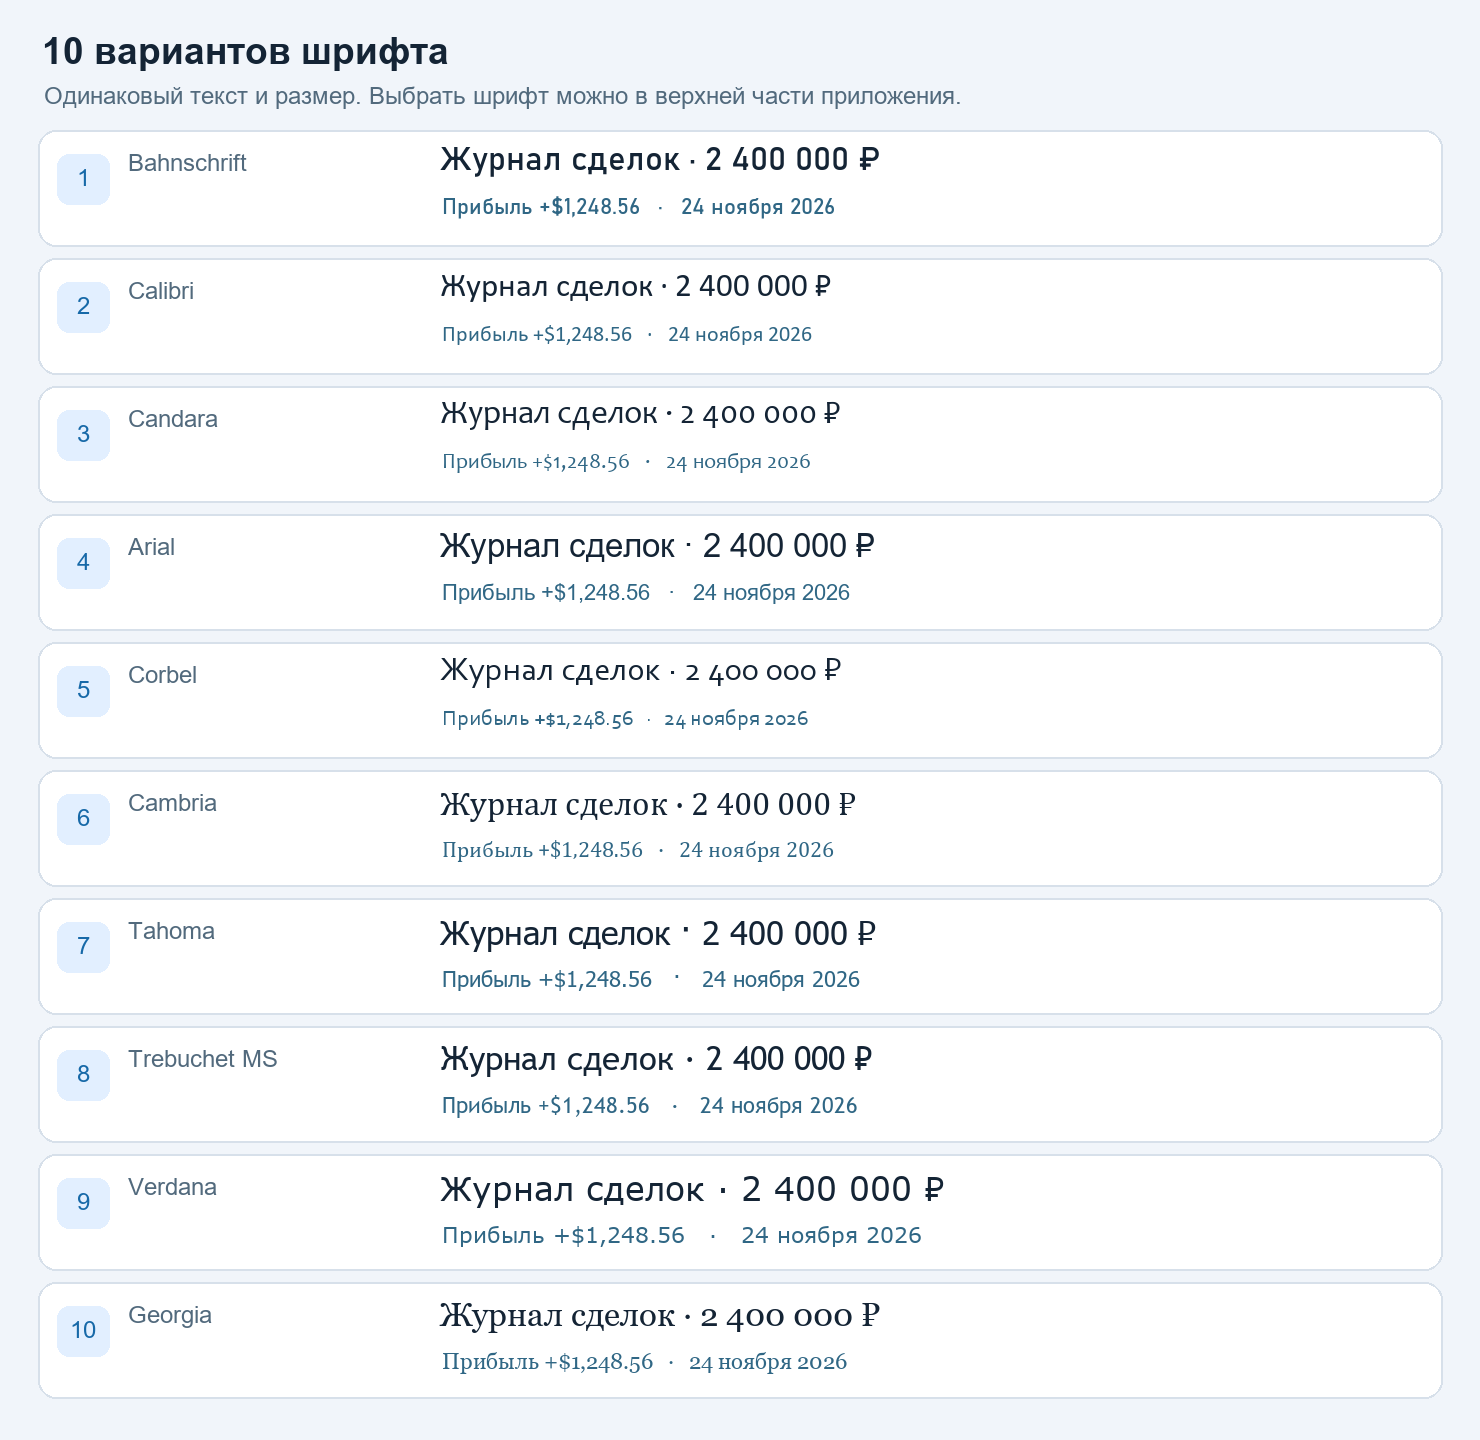 10 вариантов шрифта
Одинаковый текст и размер. Выбрать шрифт можно в верхней части приложения.
1 Bahnschrift Журнал сделок · 2 400 000 ₽
Прибыль +$1,248.56 · 24 ноября 2026
2 Calibri Журнал сделок · 2 400 000 ₽
Прибыль +$1,248.56 · 24 ноября 2026
3 Candara Журнал сделок · 2 400 000 ₽
Прибыль +$1,248.56 · 24 ноября 2026
4 Arial Журнал сделок · 2 400 000 ₽
Прибыль +$1,248.56 · 24 ноября 2026
5 Corbel Журнал сделок · 2 400 000 ₽
Прибыль +$1,248.56 · 24 ноября 2026
6 Cambria Журнал сделок · 2 400 000 ₽
Прибыль +$1,248.56 · 24 ноября 2026
7 Tahoma Журнал сделок · 2 400 000 ₽
Прибыль +$1,248.56 · 24 ноября 2026
8 Trebuchet MS Журнал сделок · 2 400 000 ₽
Прибыль +$1,248.56 · 24 ноября 2026
9 Verdana Журнал сделок · 2 400 000 ₽
Прибыль +$1,248.56 · 24 ноября 2026
10 Georgia Журнал сделок · 2 400 000 ₽
Прибыль +$1,248.56 · 24 ноября 2026